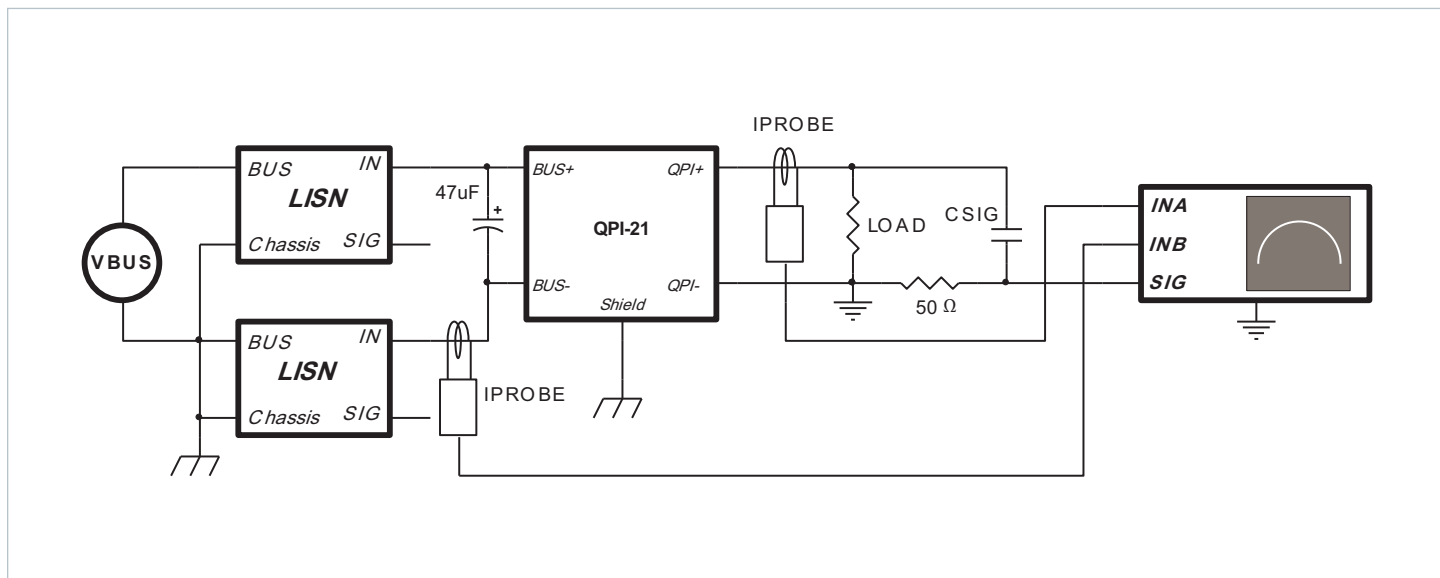 IPROBE
BUS IN
LISN
Chassis SIG
VBUS
47uF
+
BUS+ QPI+
QPI-21
BUS- QPI-
Shield
LOAD
CSIG
50 Ω
INA
INB
SIG
BUS IN
LISN
Chassis SIG
IPROBE